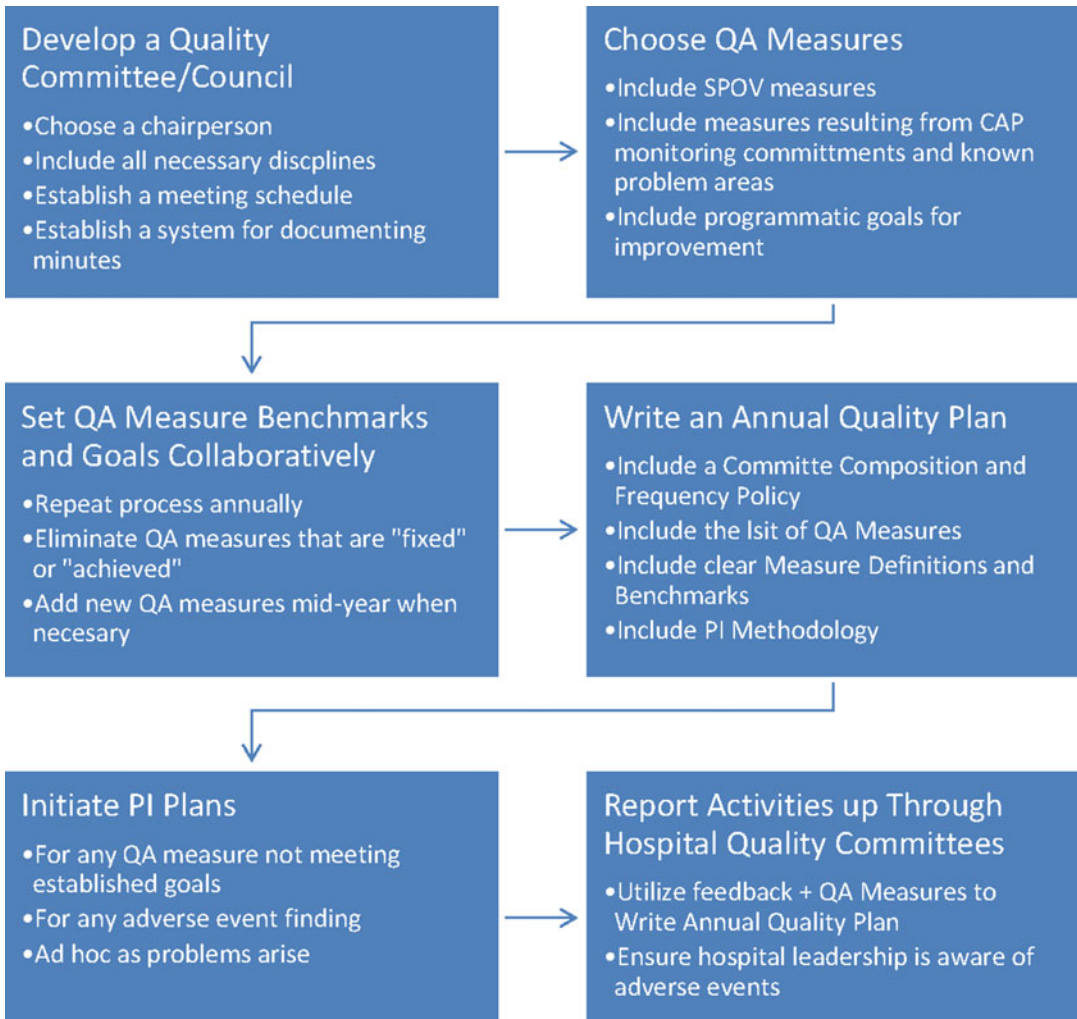 Develop a Quality
Committee/Council
•Choose a chairperson
•Include all necessary discplines
•Establish a meeting schedule
•Establish a system for documenting
minutes
Choose QA Measures
•Include SPOV measures
•Include measures resulting from CAP
monitoring committments and known
problem areas
•Include programmatic goals for
improvement
Set QA Measure Benchmarks
and Goals Collaboratively
•Repeat process annually
•Eliminate QA measures that are "fixed"
or "achieved"
•Add new QA measures mid-year when
necesary
Write an Annual Quality Plan
•Include a Committe Composition and
Frequency Policy
•Include the lsit of QA Measures
•Include clear Measure Definitions and
Benchmarks
•Include PI Methodology
Initiate PI Plans
•For any QA measure not meeting
established goals
•For any adverse event finding
•Ad hoc as problems arise
Report Activities up Through
Hospital Quality Committees
•Utilize feedback + QA Measures to
Write Annual Quality Plan
•Ensure hospital leadership is aware of
adverse events